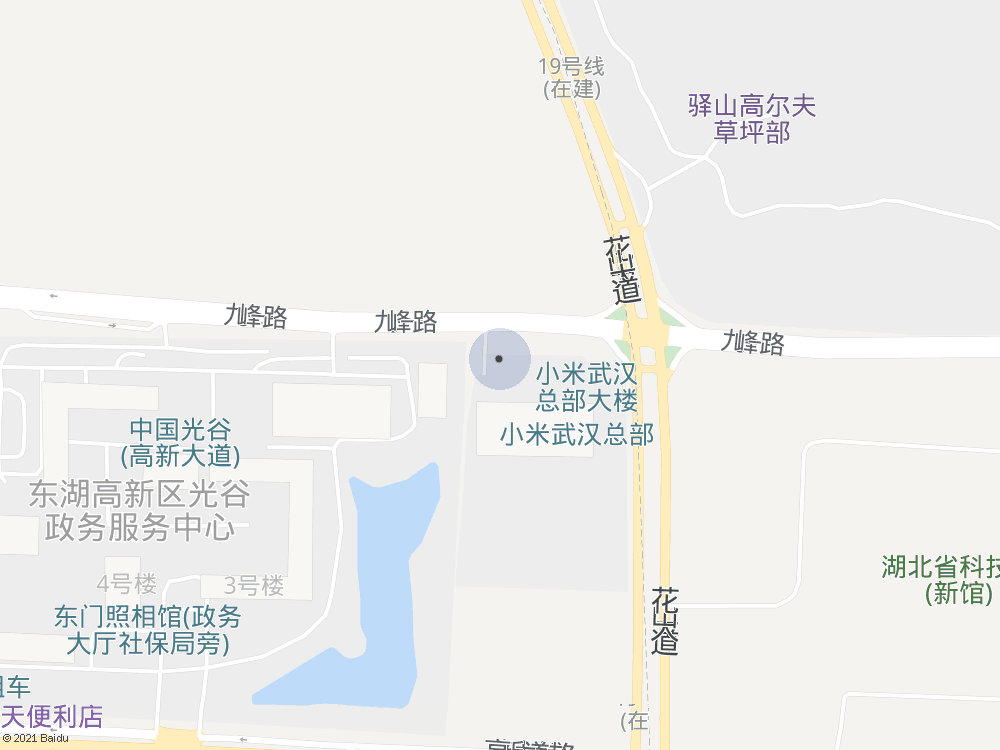 19号线
(在建)
驿山高尔夫
草坪部
花山大道
九峰路
九峰路
九峰路
小米武汉
总部大楼
小米武汉总部
中国光谷
(高新大道)
东湖高新区光谷
政务服务中心
4号楼
3号楼
东门照相馆(政务
大厅社保局旁)
湖北省科技
(新馆)
租车
天便利店
(在
© 2021 Baidu